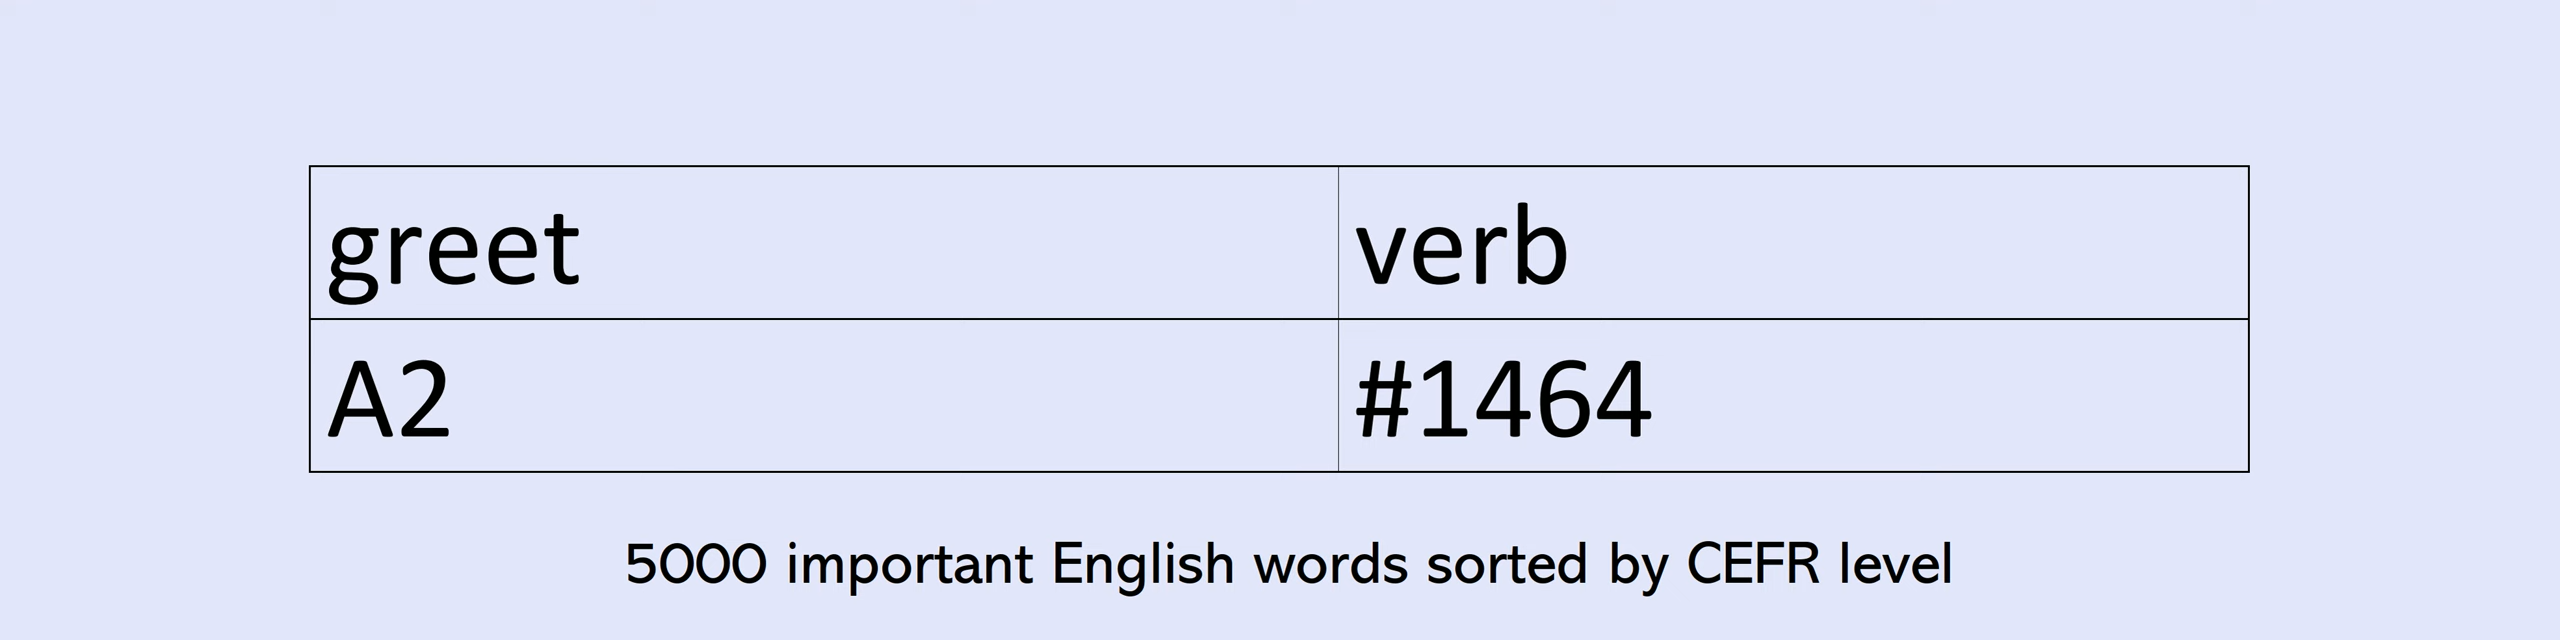 greet verb
A2 #1464
5000 important English words sorted by CEFR level